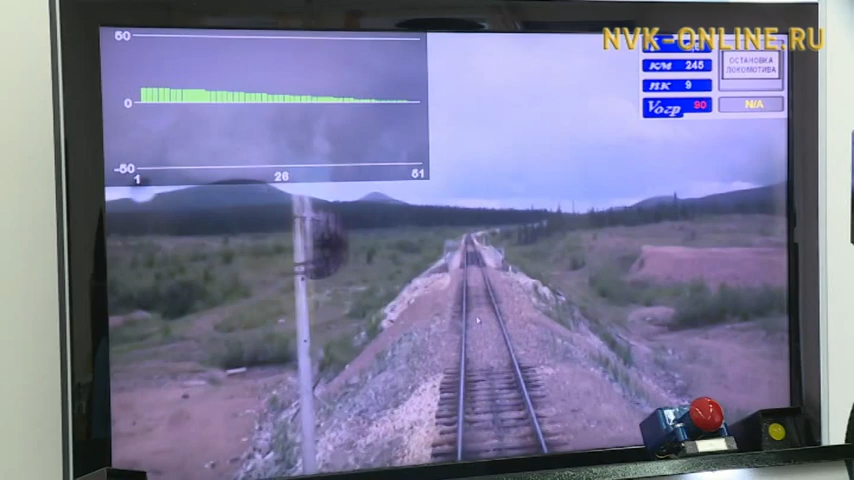 NVK-ONLINE.RU
50
0
-50
1 26 51
КМ 245
ПК 9
Vогр 90
ОСТАНОВКА
ЛОКОМОТИВА
N/A